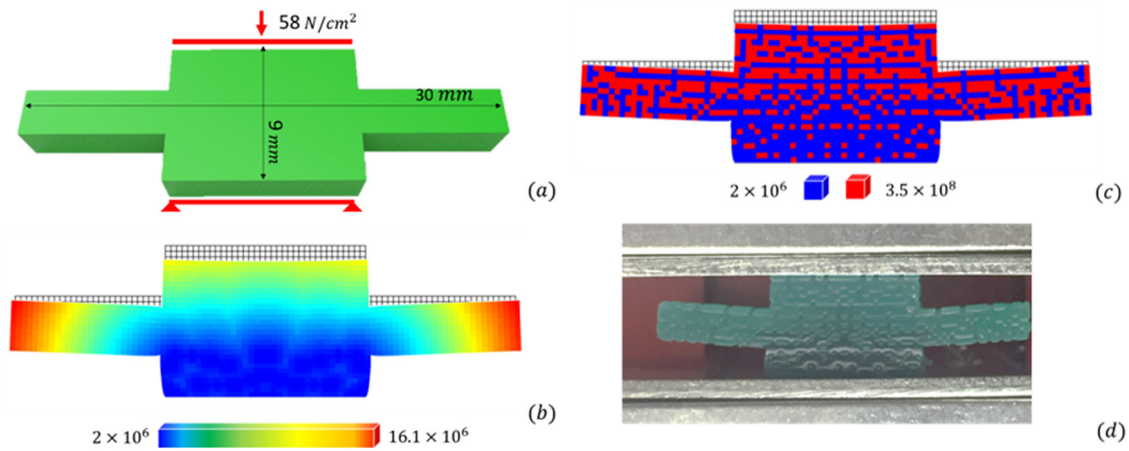 58 N/cm²
30 mm
9 mm
(a)
2 × 10⁶
3.5 × 10⁸
(c)
2 × 10⁶
16.1 × 10⁶
(b)
(d)